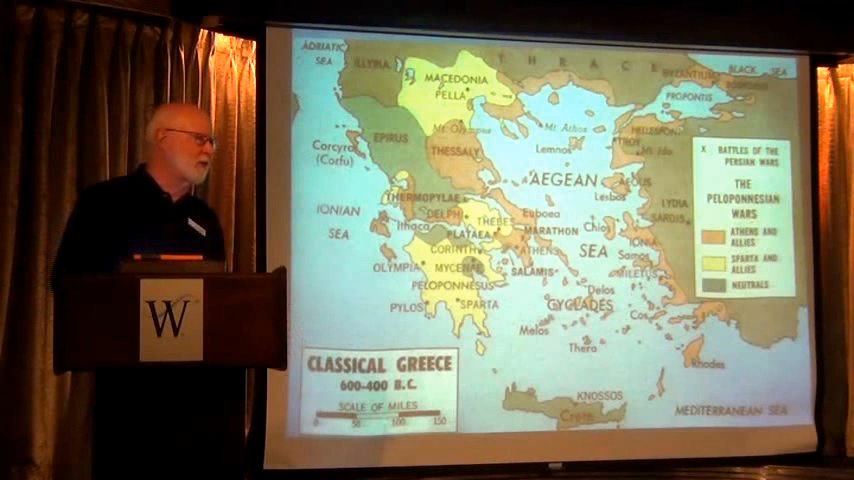 ADRIATIC
SEA
ILLYRIA
THRACE
BLACK SEA
BYZANTIUM
PROPONTIS
MACEDONIA
PELLA
Mt Olympus
Mt Athos
HELLESPONT
TROY
Mt Ida
EPIRUS
Corcyra
(Corfu)
THESSALY
Lemnos
AEGEAN
SEA
AEOLIS
Lesbos
THERMOPYLAE
DELPHI
THEBES
Euboea
LYDIA
SARDIS
IONIAN
SEA
Ithaca
PLATAEA
MARATHON
Chios
IONIA
CORINTH
ATHENS
Samos
OLYMPIA
MYCENAE
SALAMIS
MILETUS
PELOPONNESUS
Delos
PYLOS
SPARTA
CYCLADES
Cos
Melos
Thera
Rhodes
KNOSSOS
Crete
MEDITERRANEAN SEA
X BATTLES OF THE
PERSIAN WARS
THE
PELOPONNESIAN
WARS
ATHENS AND
ALLIES
SPARTA AND
ALLIES
NEUTRALS
CLASSICAL GREECE
600-400 B.C.
SCALE OF MILES
0 50 100 150
W